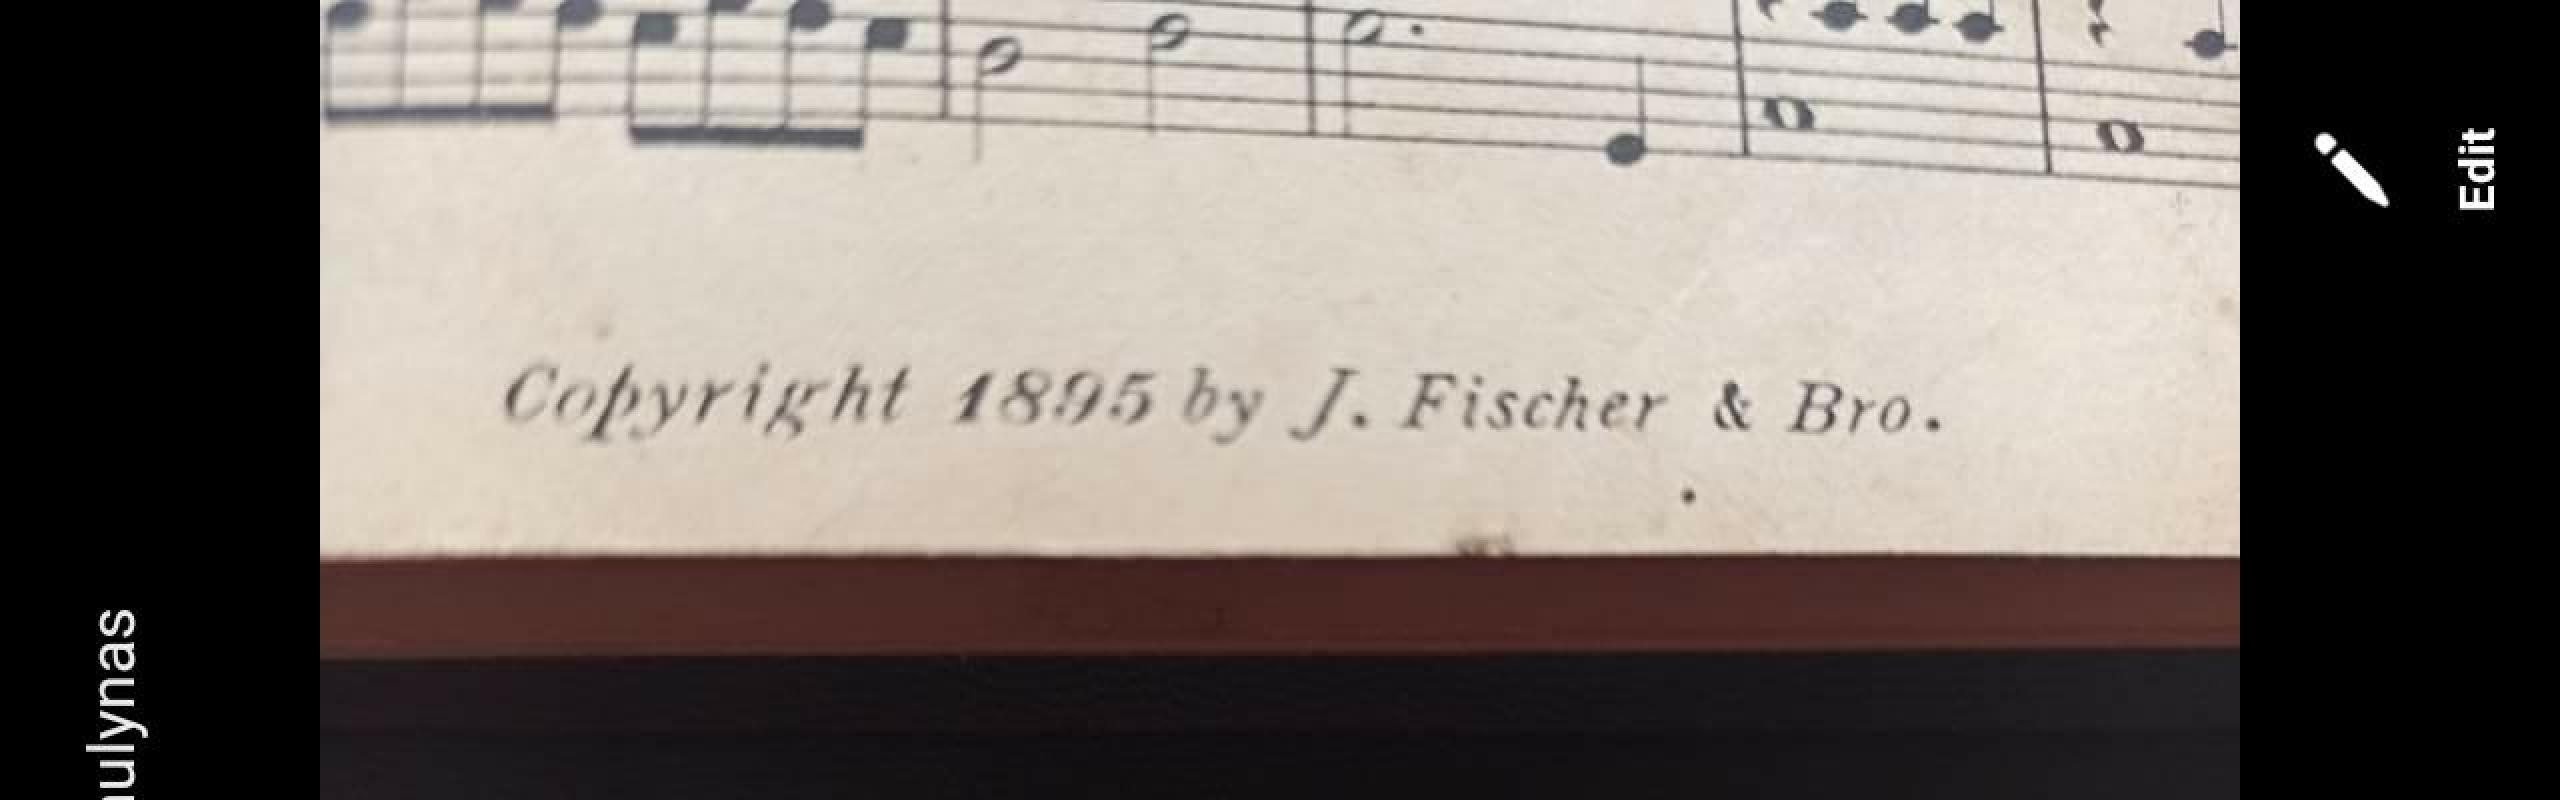 Copyright 1895 by J. Fischer & Bro.
Edit